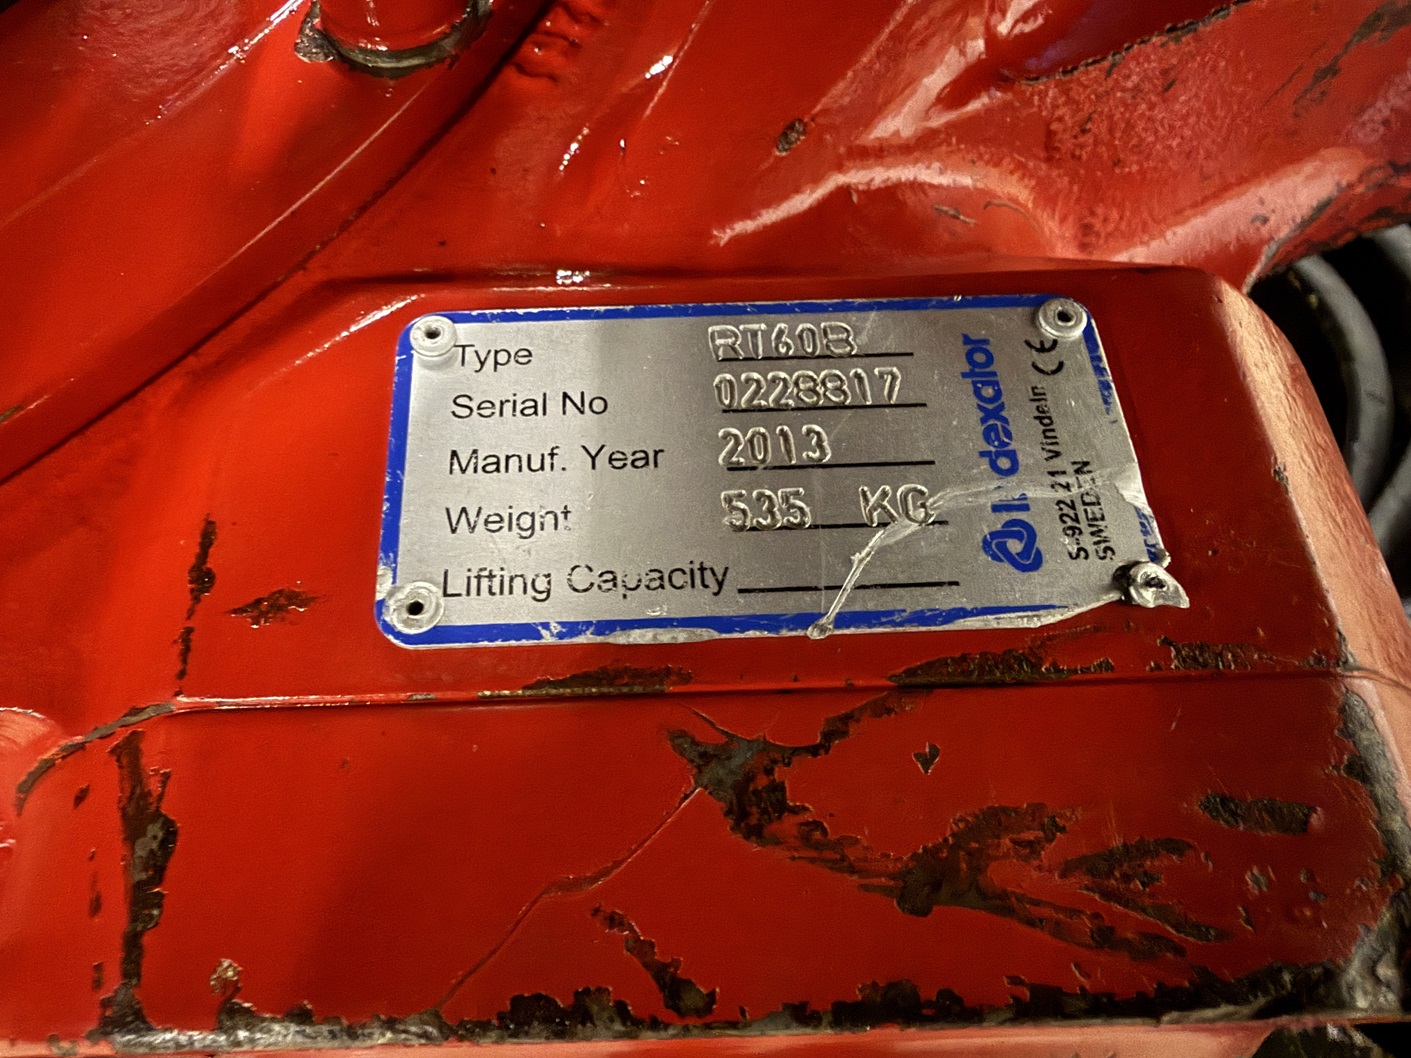 Type RT60B
Serial No 0228817
Manuf. Year 2013
Weight 535 KG
Lifting Capacity
dexator
CE
S-922 21 Vindeln
SWEDEN